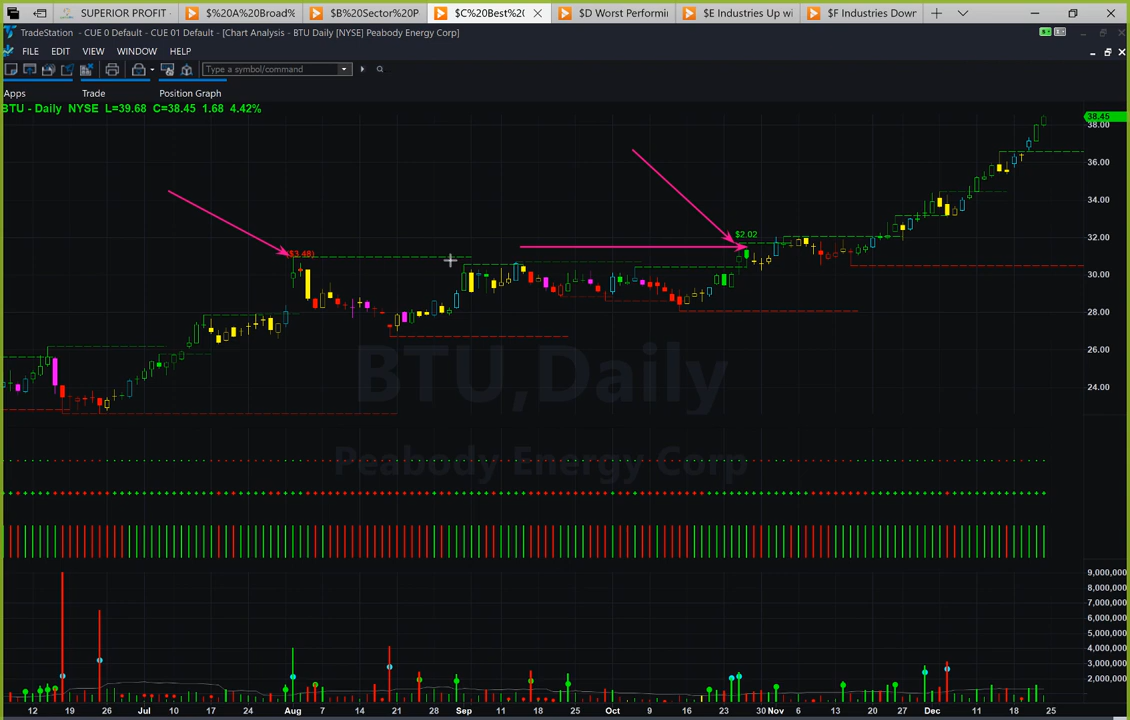 SUPERIOR PROFIT
$%20A%20Broad%
$%20B%20Sector%20P
$%20C%20Best%2(
$D Worst Performi
$E Industries Up wi
$F Industries Dowr
TradeStation - CUE 0 Default - CUE 01 Default - [Chart Analysis - BTU Daily [NYSE] Peabody Energy Corp]
FILE EDIT VIEW WINDOW HELP
Type a symbol/command
Apps Trade Position Graph
BTU - Daily NYSE L=39.68 C=38.45 1.68 4.42%
38.45
38.00
36.00
34.00
$2.02
32.00
($3.48)
30.00
28.00
26.00
24.00
BTU,Daily
Peabody Energy Corp
9,000,000
8,000,000
7,000,000
6,000,000
5,000,000
4,000,000
3,000,000
2,000,000
12 19 26 Jul 10 17 24 Aug 7 14 21 28 Sep 11 18 25 Oct 9 16 23 30 Nov 6 13 20 27 Dec 11 18 25